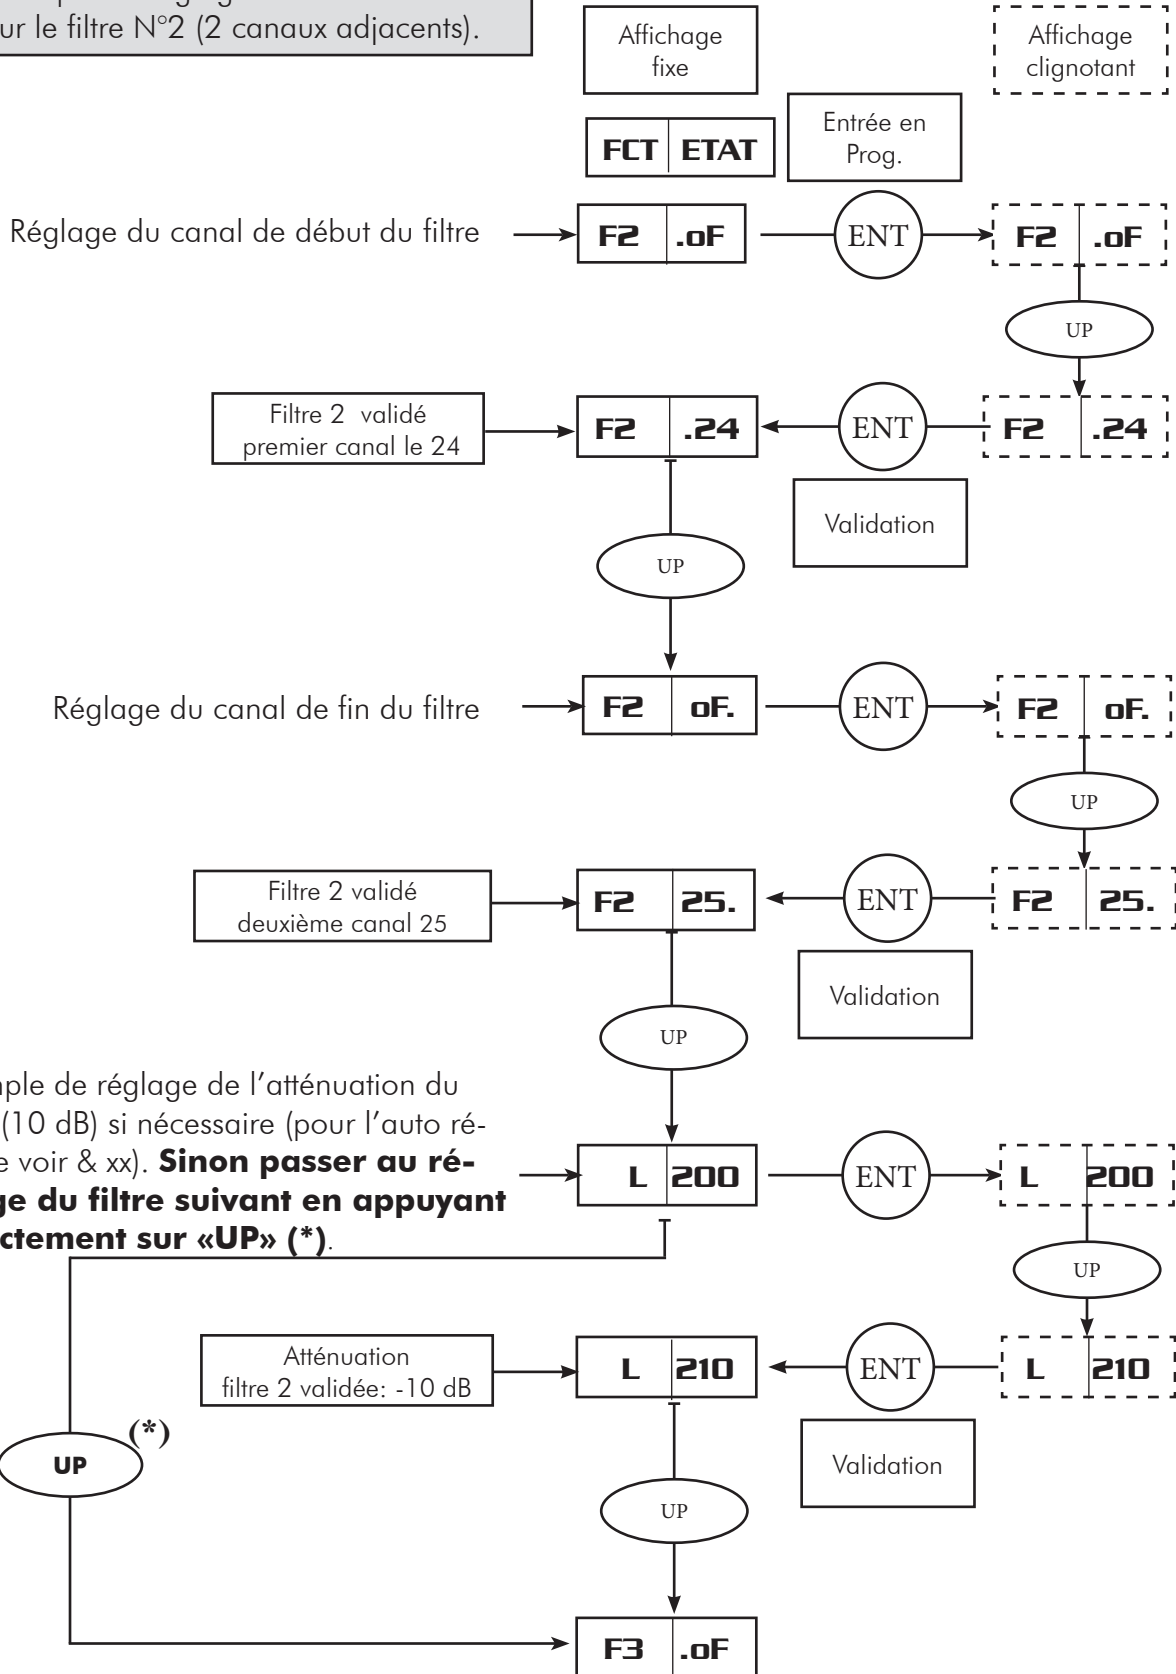 ur le filtre N°2 (2 canaux adjacents).
Affichage
fixe
Affichage
clignotant
FCT ETAT
Entrée en
Prog.
Réglage du canal de début du filtre
F2 .oF
ENT
F2 .oF
UP
Filtre 2 validé
premier canal le 24
F2 .24
ENT
F2 .24
Validation
UP
Réglage du canal de fin du filtre
F2 oF.
ENT
F2 oF.
UP
Filtre 2 validé
deuxième canal 25
F2 25.
ENT
F2 25.
Validation
UP
ple de réglage de l'atténuation du
(10 dB) si nécessaire (pour l'auto ré-
e voir & xx). Sinon passer au ré-
ge du filtre suivant en appuyant
ctement sur «UP» (*).
L 200
ENT
L 200
UP
Atténuation
filtre 2 validée: -10 dB
L 210
ENT
L 210
Validation
(*)
UP
UP
F3 .oF